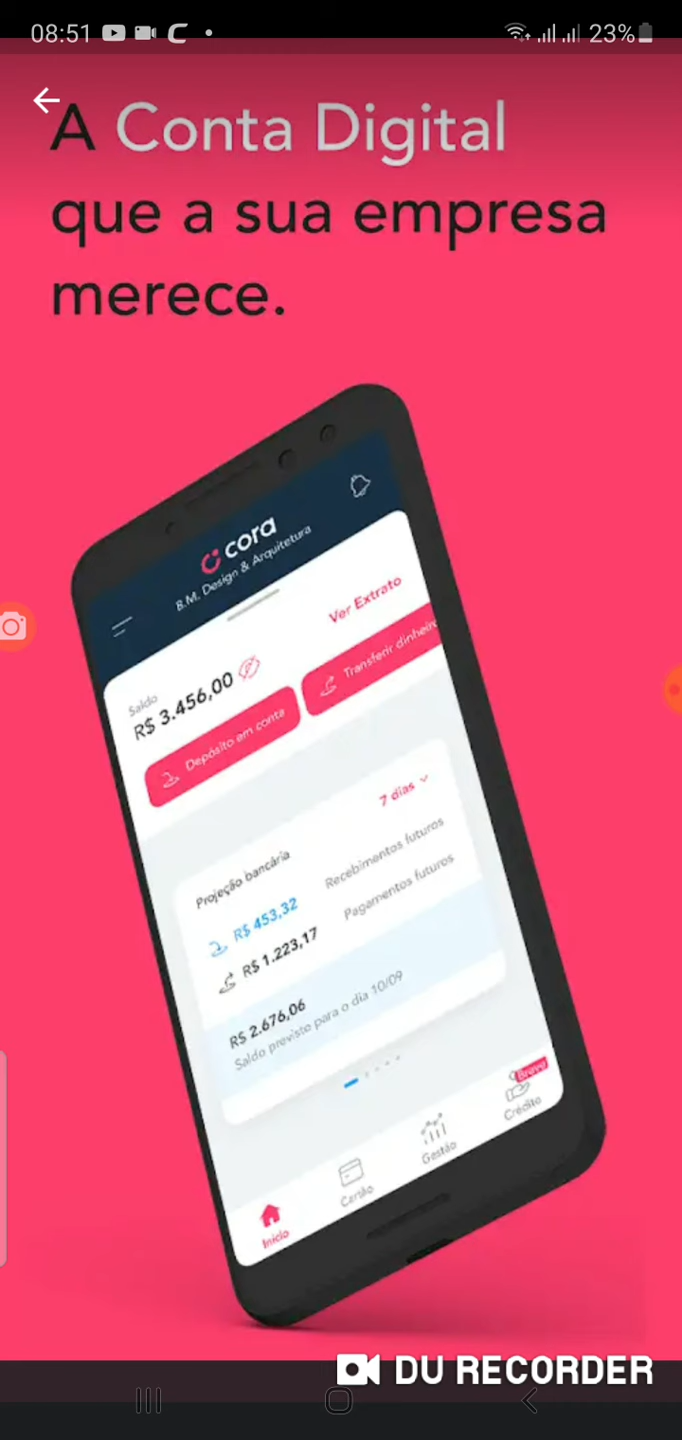 08:51
23%
A Conta Digital
que a sua empresa
merece.
cora
B.M. Design & Arquitetura
Ver Extrato
Saldo
R$ 3.456,00
Depósito em conta
Transferir dinheiro
7 dias
Projeção bancária
R$ 453,32 Recebimentos futuros
R$ 1.223,17 Pagamentos futuros
R$ 2.676,06
Saldo previsto para o dia 10/09
Início
Cartão
Gestão
Breve
Crédito
DU RECORDER